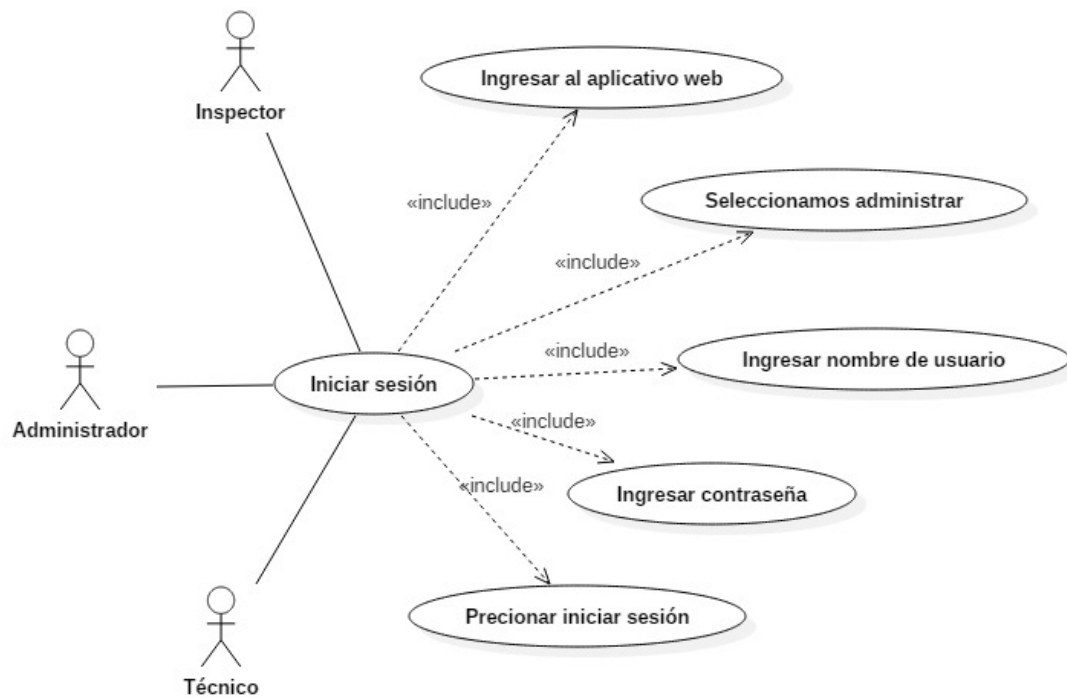 Inspector
Ingresar al aplicativo web
«include»
Seleccionamos administrar
«include»
«include»
Ingresar nombre de usuario
Iniciar sesión
Administrador
«include»
«include»
Ingresar contraseña
Precionar iniciar sesión
Técnico